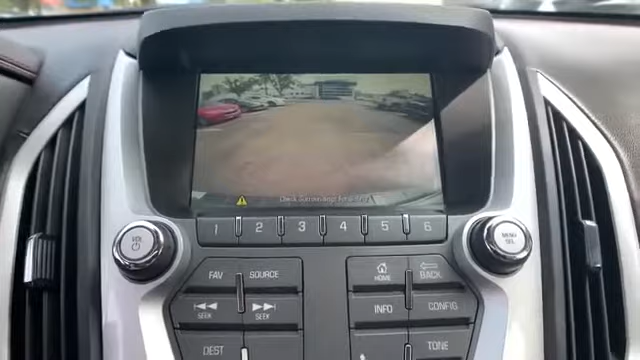 Check Surroundings For Safety
1 2 3 4 5 6
VOL
MENU
SEL
FAV SOURCE
HOME
BACK
SEEK SEEK
INFO CONFIG
DEST
TONE